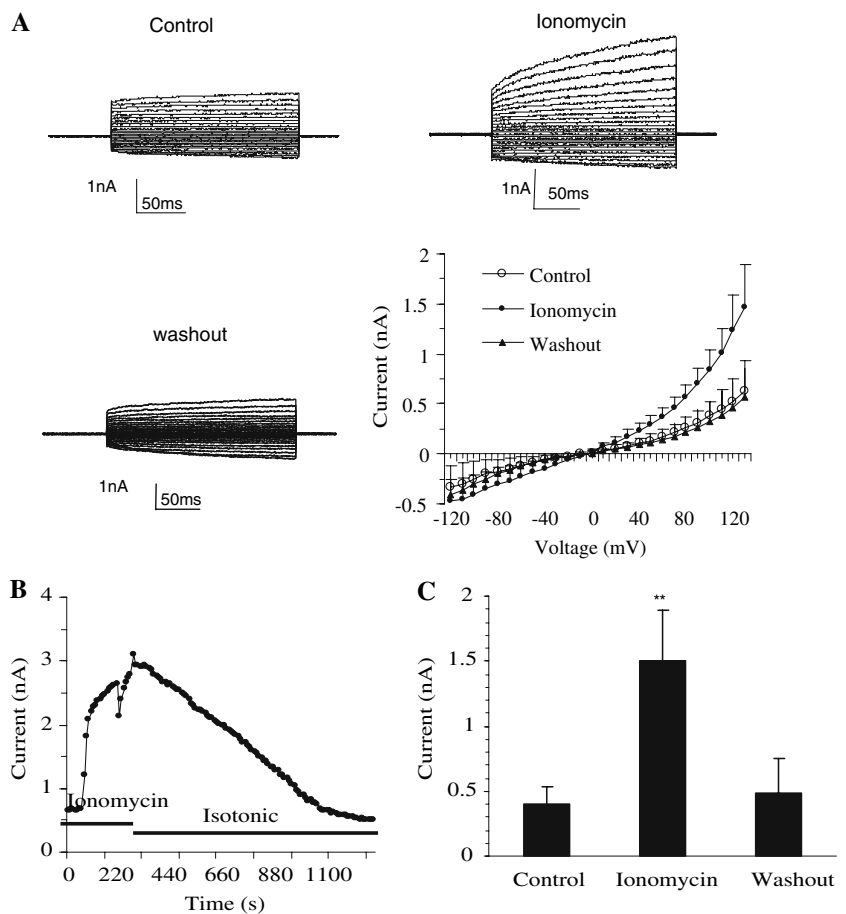 A
Control
Ionomycin
1nA
50ms
1nA
50ms
washout
1nA
50ms
Current (nA)
2
1.5
1
0.5
0
-0.5
Control
Ionomycin
Washout
-120 -80 -40 0 40 80 120
Voltage (mV)
B
Current (nA)
4
3
2
1
0
Ionomycin
Isotonic
0 220 440 660 880 1100
Time (s)
C
Current (nA)
2
1.5
1
0.5
0
**
Control Ionomycin Washout